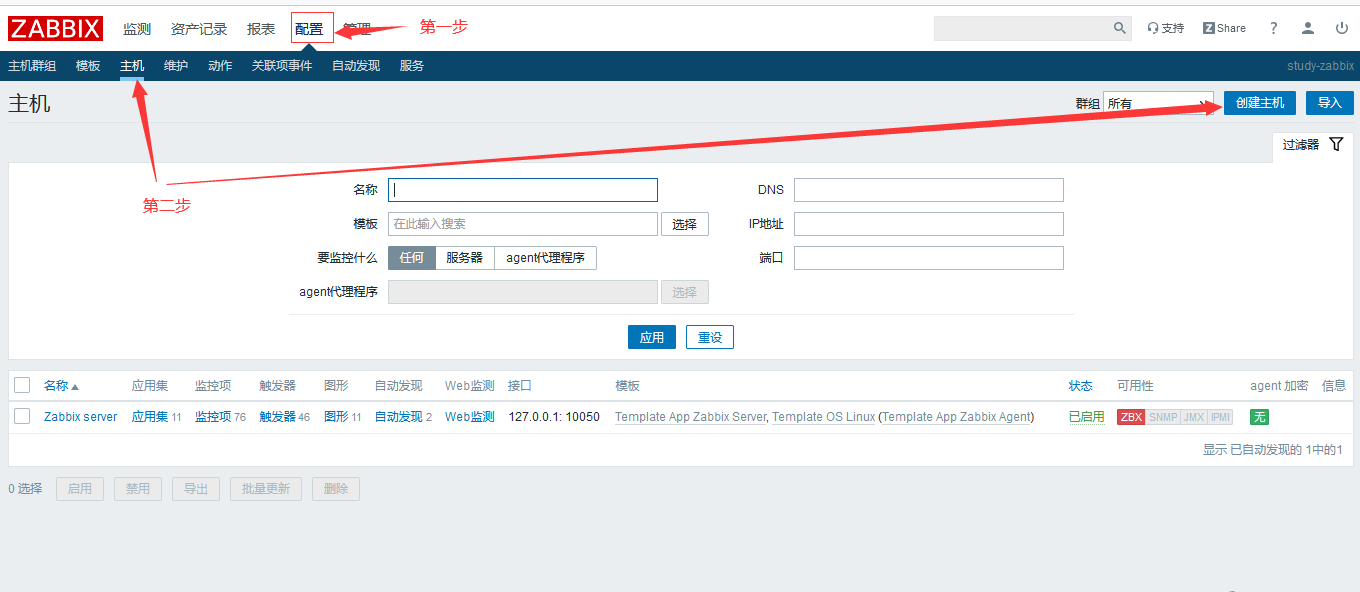 ZABBIX 监测 资产记录 报表 配置 管理 第一步 支持 Z Share ?
主机群组 模板 主机 维护 动作 关联项事件 自动发现 服务 study-zabbix
主机 群组 所有 创建主机 导入
过滤器
名称 DNS
第二步
模板 在此输入搜索 选择 IP地址
要监控什么 任何 服务器 agent代理程序 端口
agent代理程序 选择
应用 重设
名称 应用集 监控项 触发器 图形 自动发现 Web监测 接口 模板 状态 可用性 agent 加密 信息
Zabbix server 应用集 11 监控项 76 触发器 46 图形 11 自动发现 2 Web监测 127.0.0.1: 10050 Template App Zabbix Server, Template OS Linux (Template App Zabbix Agent) 已启用 ZBX SNMP JMX IPMI 无
显示 已自动发现的 1中的1
0 选择 启用 禁用 导出 批量更新 删除